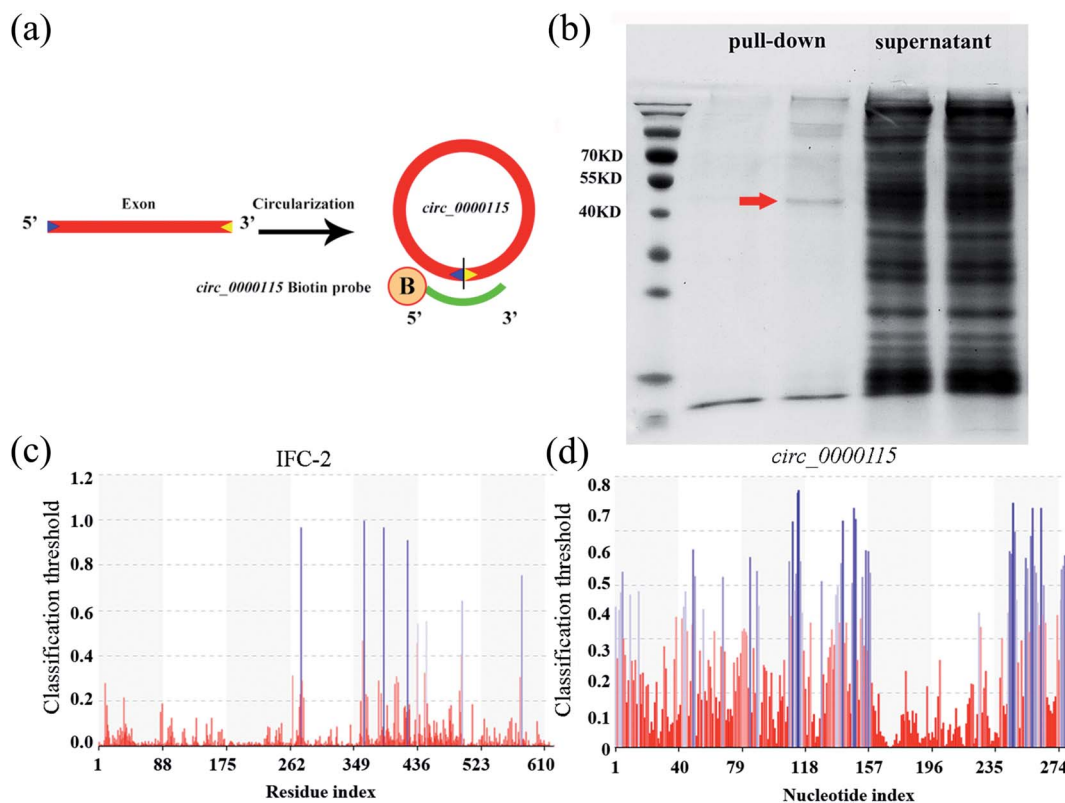 (a)
5’ Exon 3’ Circularization circ_0000115
circ_0000115 Biotin probe B
5’ 3’
(b)
pull-down supernatant
70KD
55KD
40KD
(c)
IFC-2
Classification threshold
1.2
1.0
0.8
0.6
0.4
0.2
0.0
1 88 175 262 349 436 523 610
Residue index
(d)
circ_0000115
Classification threshold
0.8
0.7
0.6
0.5
0.4
0.3
0.2
0.1
0
1 40 79 118 157 196 235 274
Nucleotide index